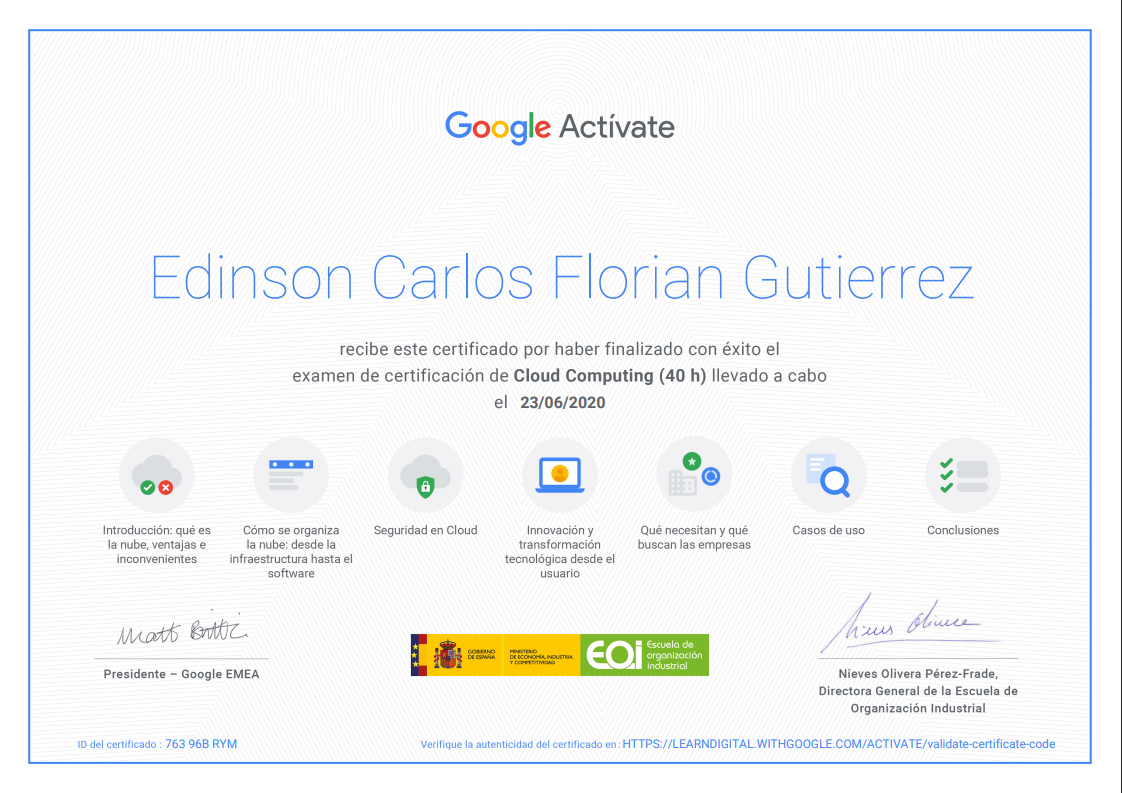 Google Actívate
Edinson Carlos Florian Gutierrez
recibe este certificado por haber finalizado con éxito el
examen de certificación de Cloud Computing (40 h) llevado a cabo
el 23/06/2020
Introducción: qué es
la nube, ventajas e
inconvenientes
Cómo se organiza
la nube: desde la
infraestructura hasta el
software
Seguridad en Cloud
Innovación y
transformación
tecnológica desde el
usuario
Qué necesitan y qué
buscan las empresas
Casos de uso
Conclusiones
Matt Brittin
Presidente – Google EMEA
GOBIERNO
DE ESPAÑA
MINISTERIO
DE ECONOMÍA, INDUSTRIA
Y COMPETITIVIDAD
EOi
Escuela de
organización
industrial
Nieves Olivera
Nieves Olivera Pérez-Frade,
Directora General de la Escuela de
Organización Industrial
ID del certificado : 763 96B RYM
Verifique la autenticidad del certificado en: HTTPS://LEARNDIGITAL.WITHGOOGLE.COM/ACTIVATE/validate-certificate-code